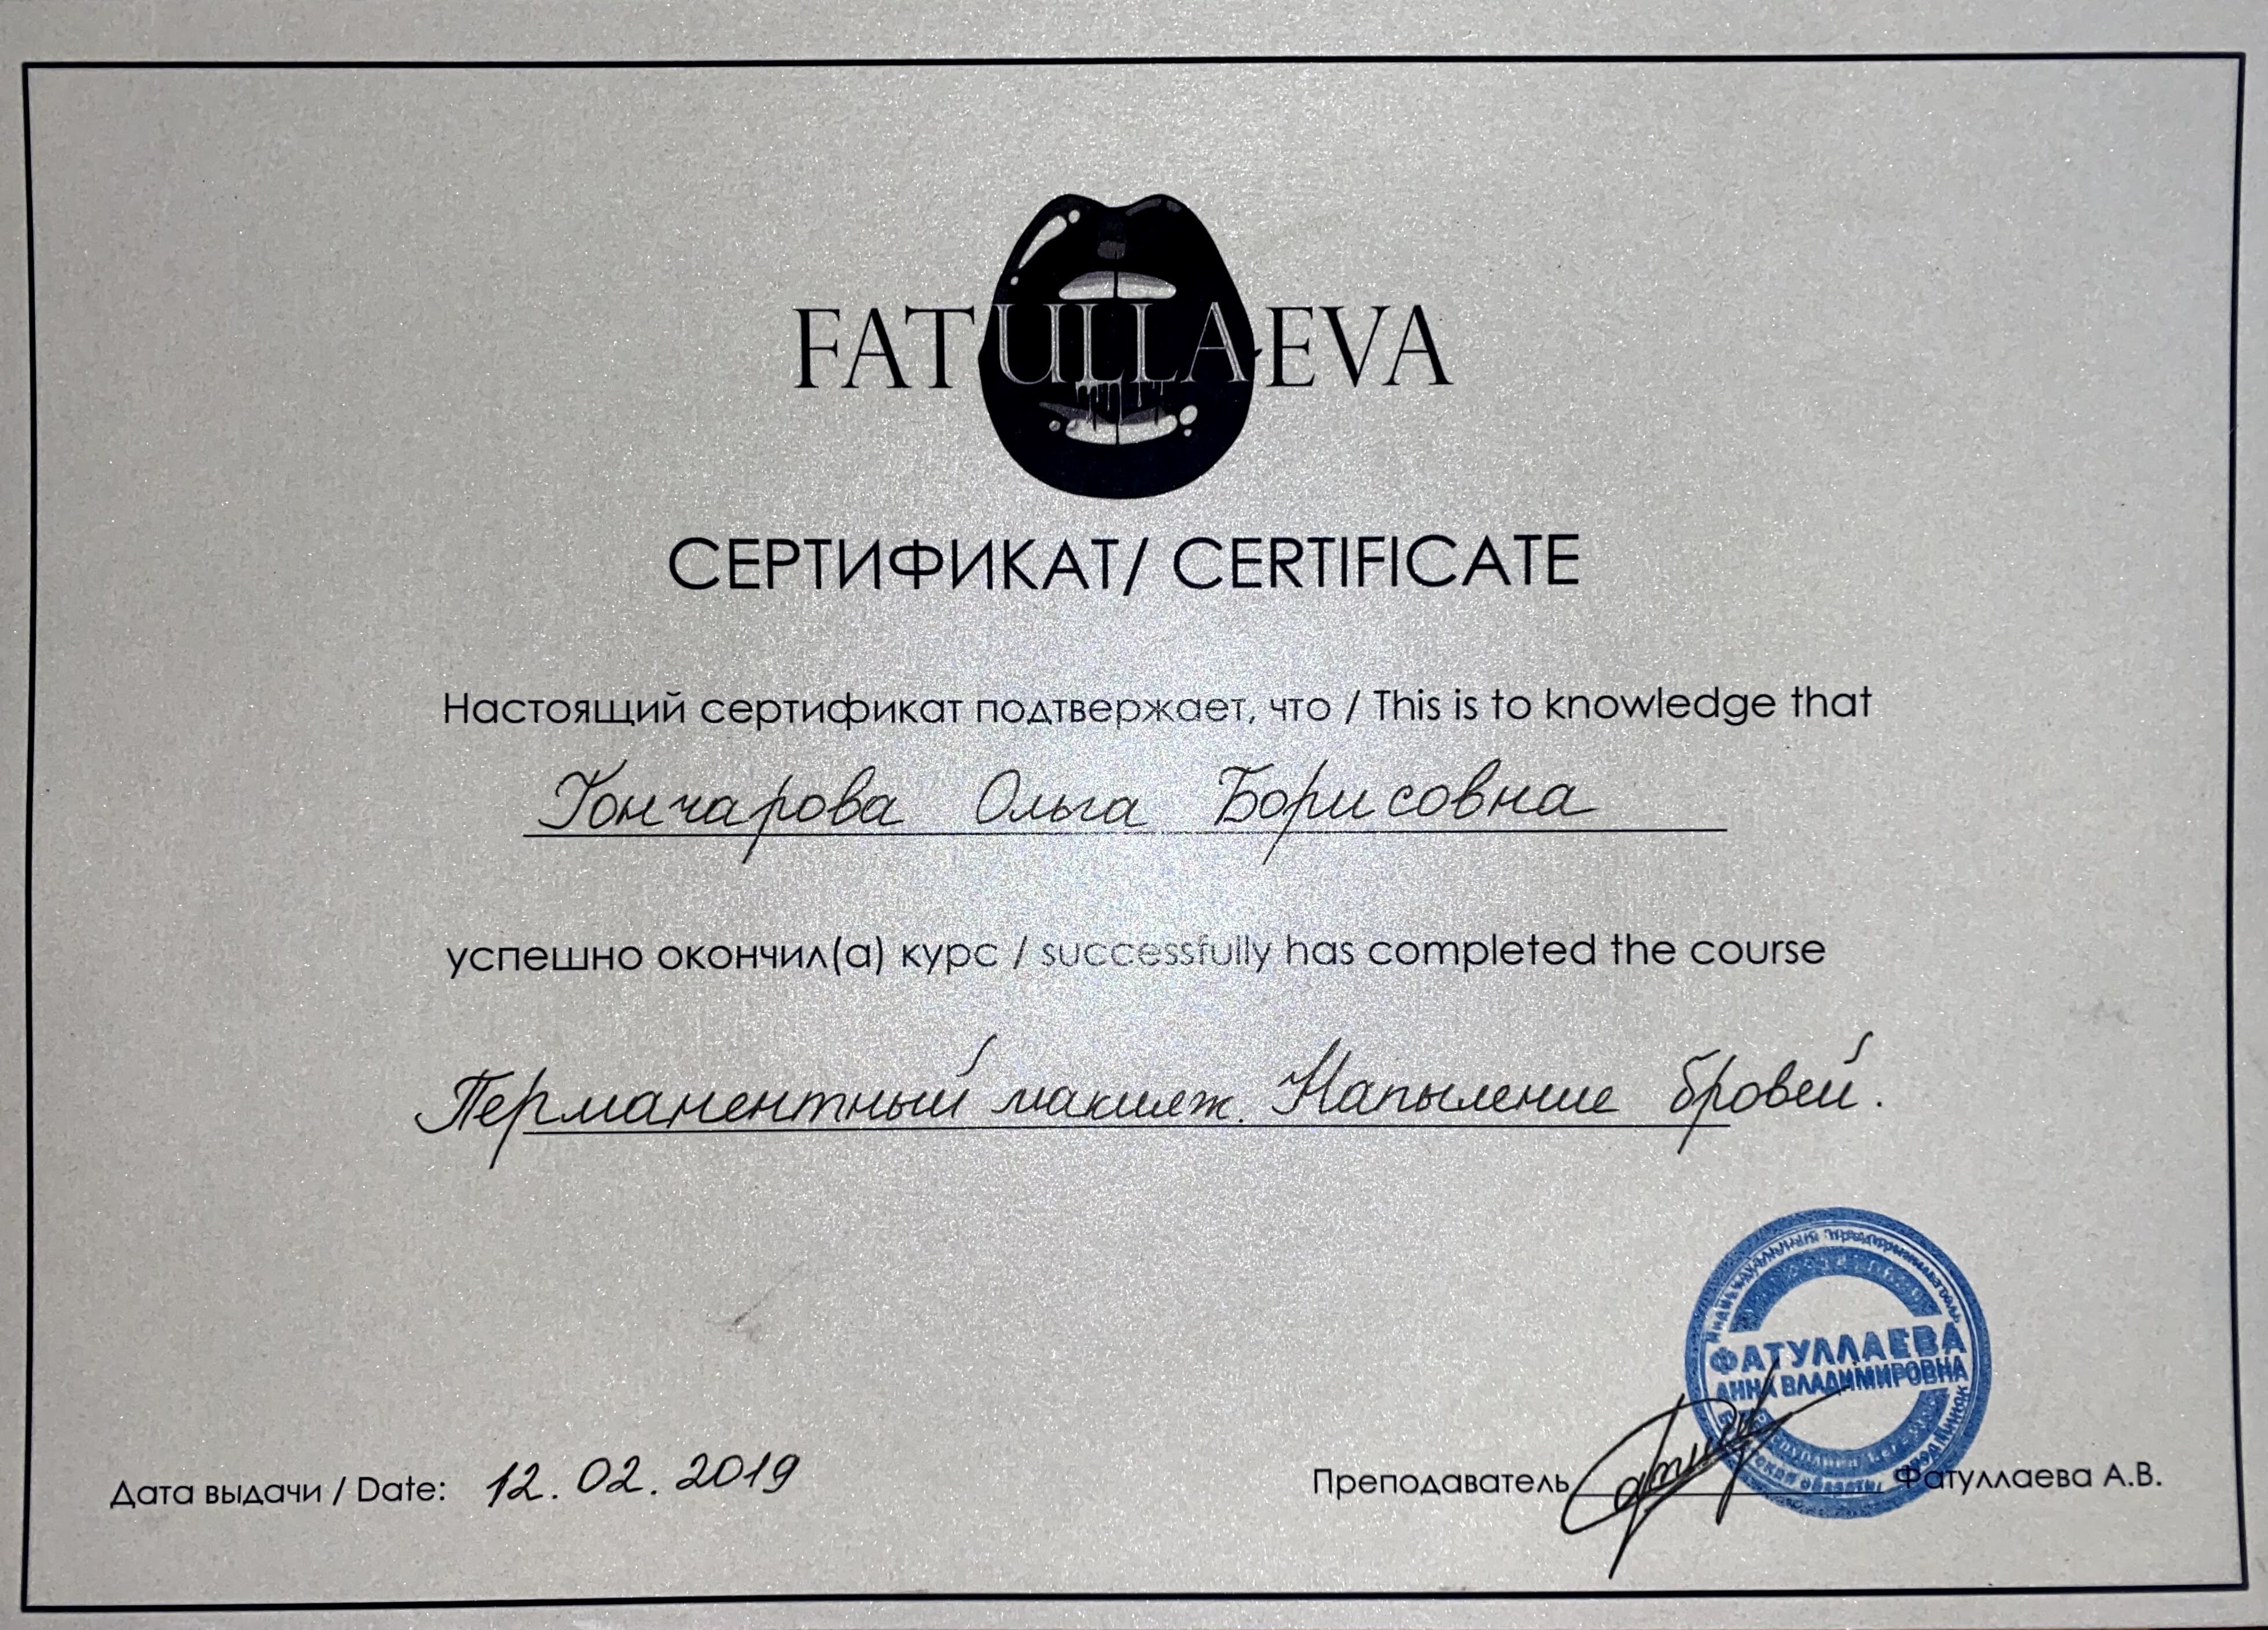 FATULLAEVA
СЕРТИФИКАТ/ CERTIFICATE
Настоящий сертификат подтвержает, что / This is to knowledge that
Гончарова Ольга Борисовна
успешно окончил(а) курс / successfully has completed the course
Перманентный макияж. Напыление бровей.
Индивидуальный предприниматель
ФАТУЛЛАЕВА
АННА ВЛАДИМИРОВНА
Дата выдачи / Date: 12.02.2019
Преподаватель Фатуллаева А.В.